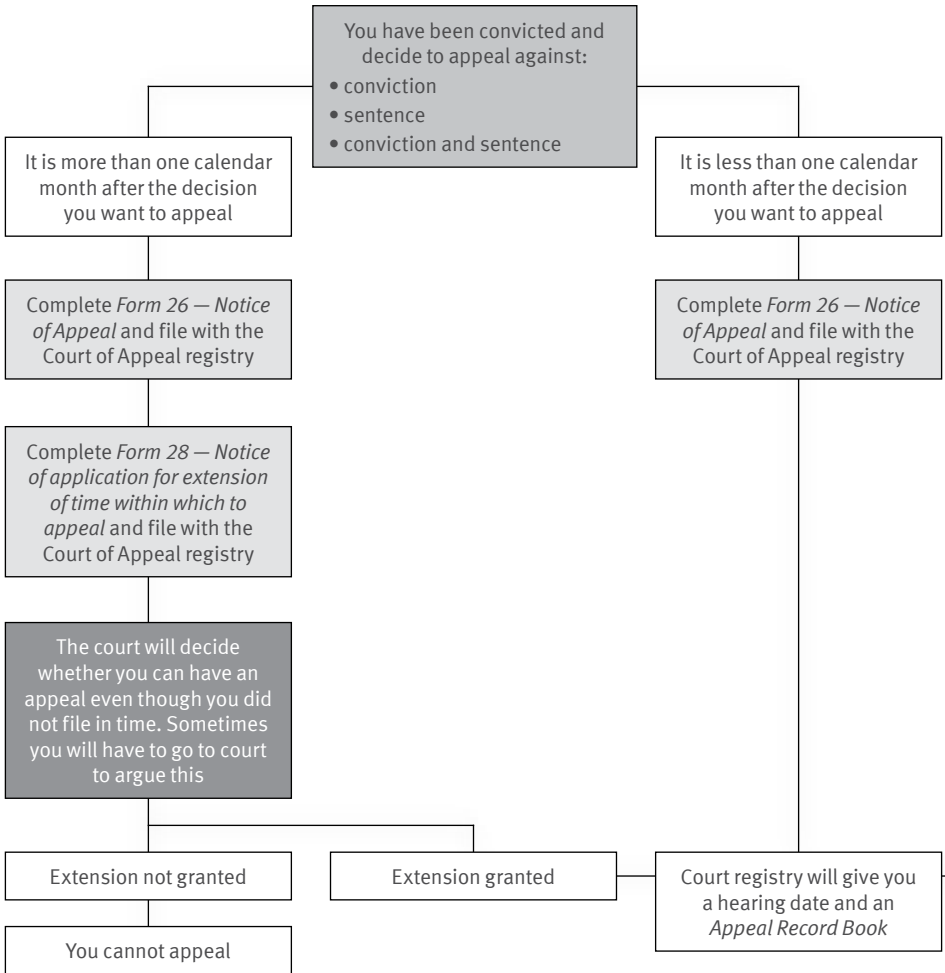 You have been convicted and
decide to appeal against:
• conviction
• sentence
• conviction and sentence
It is more than one calendar
month after the decision
you want to appeal
It is less than one calendar
month after the decision
you want to appeal
Complete Form 26 — Notice
of Appeal and file with the
Court of Appeal registry
Complete Form 26 — Notice
of Appeal and file with the
Court of Appeal registry
Complete Form 28 — Notice
of application for extension
of time within which to
appeal and file with the
Court of Appeal registry
The court will decide
whether you can have an
appeal even though you did
not file in time. Sometimes
you will have to go to court
to argue this
Extension not granted
Extension granted
Court registry will give you
a hearing date and an
Appeal Record Book
You cannot appeal